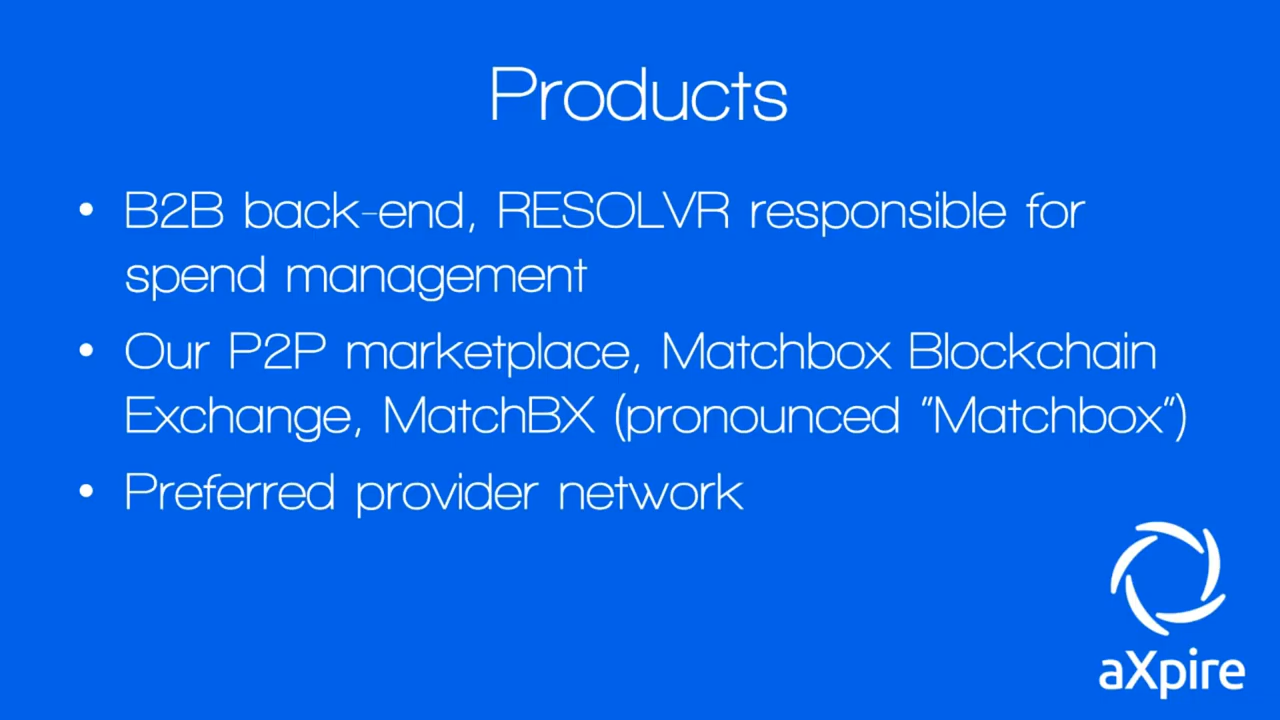 Products
• B2B back-end, RESOLVR responsible for
spend management
• Our P2P marketplace, Matchbox Blockchain
Exchange, MatchBX (pronounced "Matchbox")
• Preferred provider network
aXpire